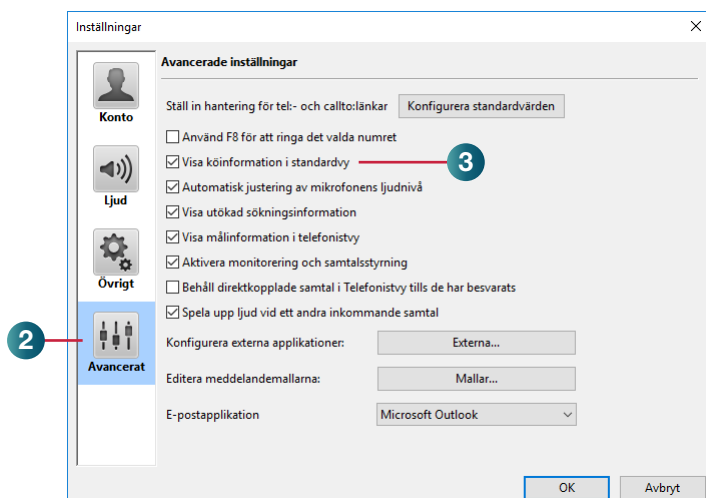 Inställningar
Avancerade inställningar
Konto
Ställ in hantering för tel:- och callto:länkar Konfigurera standardvärden
Använd F8 för att ringa det valda numret
Visa köinformation i standardvy 3
Automatisk justering av mikrofonens ljudnivå
Ljud
Visa utökad sökningsinformation
Visa målinformation i telefonistvy
Aktivera monitorering och samtalsstyrning
Övrigt
Behåll direktkopplade samtal i Telefonistvy tills de har besvarats
Spela upp ljud vid ett andra inkommande samtal
2
Konfigurera externa applikationer: Externa...
Avancerat
Editera meddelandemallarna: Mallar...
E-postapplikation Microsoft Outlook
OK Avbryt